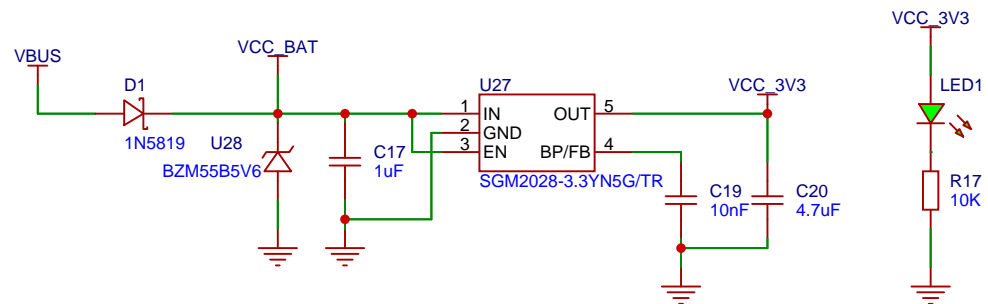 VCC_3V3
VCC_BAT
VBUS
D1
U27
VCC_3V3
LED1
1
IN
OUT
5
2
GND
1N5819
U28
3
EN
BP/FB
4
C17
BZM55B5V6
1uF
SGM2028-3.3YN5G/TR
C19
C20
R17
10nF
4.7uF
10K